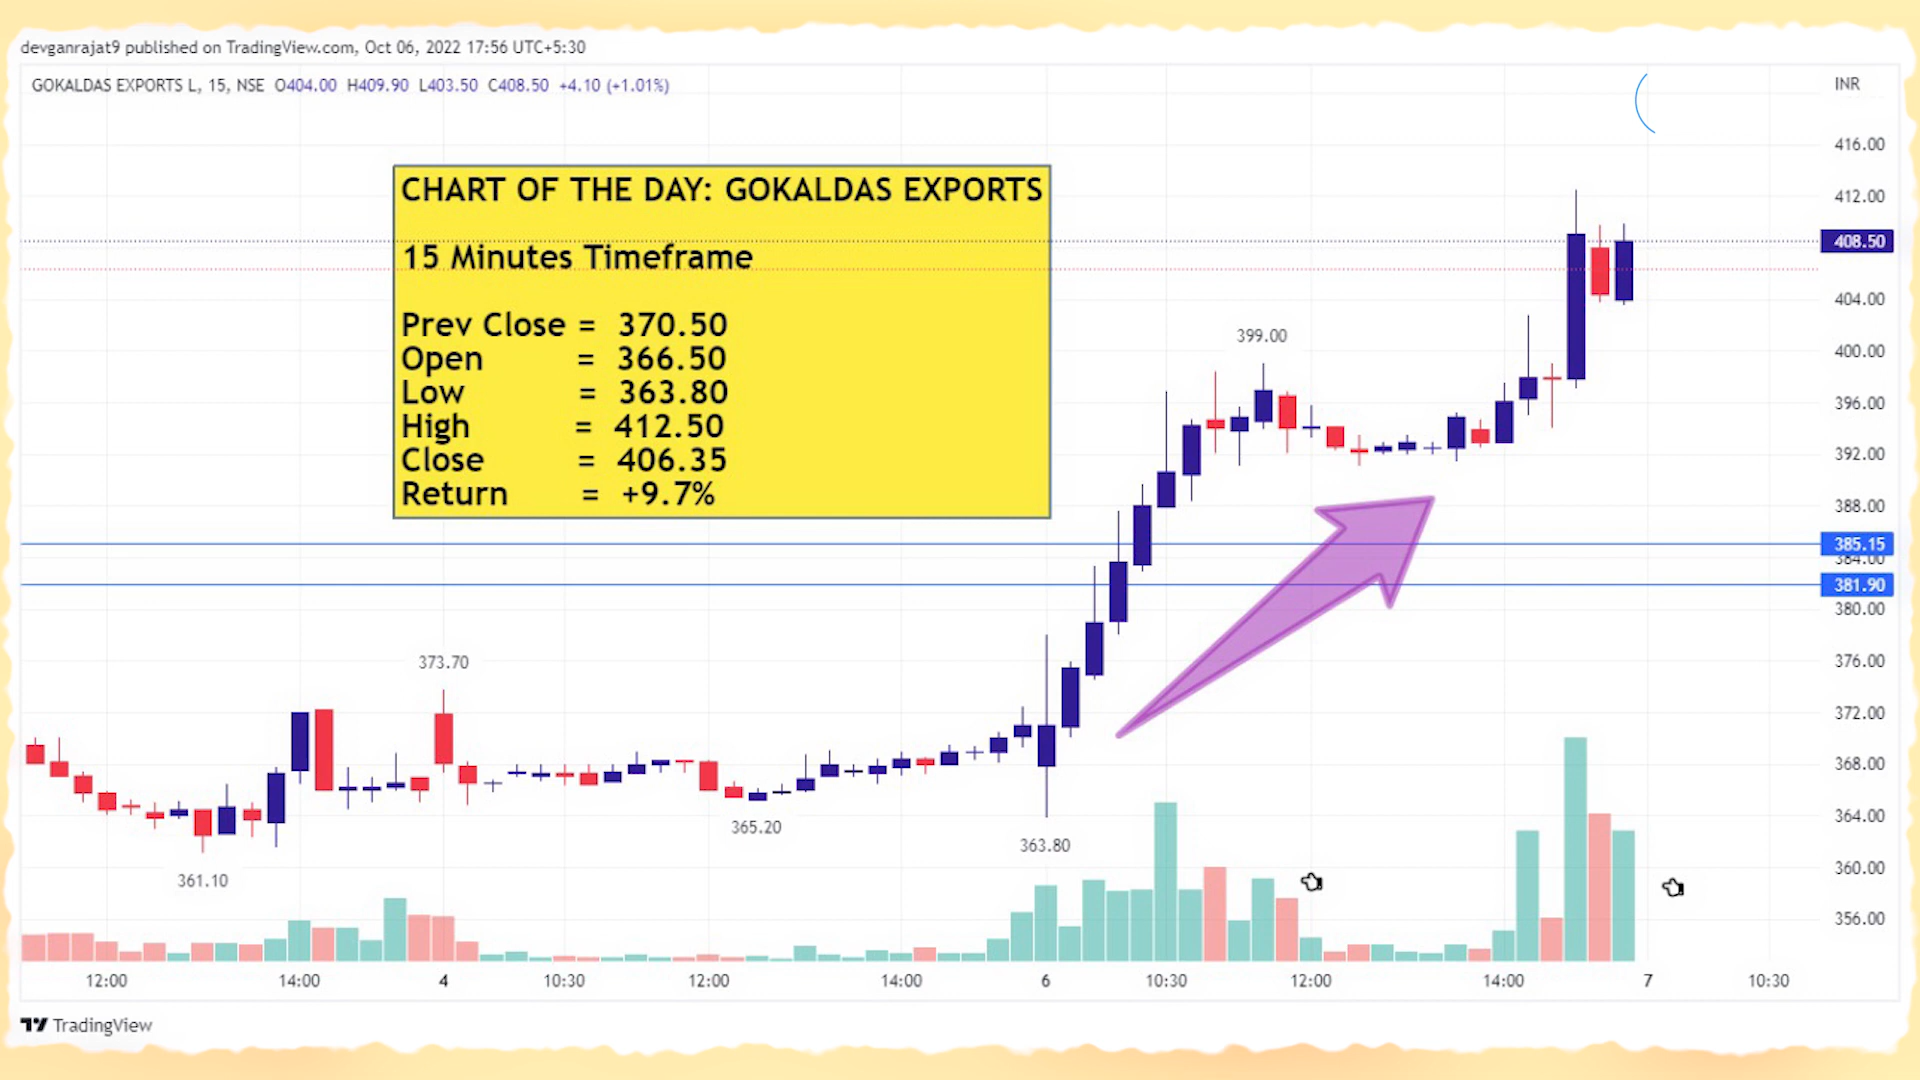 devganrajat9 published on TradingView.com, Oct 06, 2022 17:56 UTC+5:30
GOKALDAS EXPORTS L, 15, NSE O404.00 H409.90 L403.50 C408.50 +4.10 (+1.01%)
INR
CHART OF THE DAY: GOKALDAS EXPORTS
15 Minutes Timeframe
Prev Close = 370.50
Open = 366.50
Low = 363.80
High = 412.50
Close = 406.35
Return = +9.7%
416.00
412.00
408.50
404.00
400.00
396.00
392.00
388.00
385.15
384.00
381.90
380.00
376.00
372.00
368.00
364.00
360.00
356.00
399.00
373.70
365.20
363.80
361.10
12:00 14:00 4 10:30 12:00 14:00 6 10:30 12:00 14:00 7 10:30
TradingView